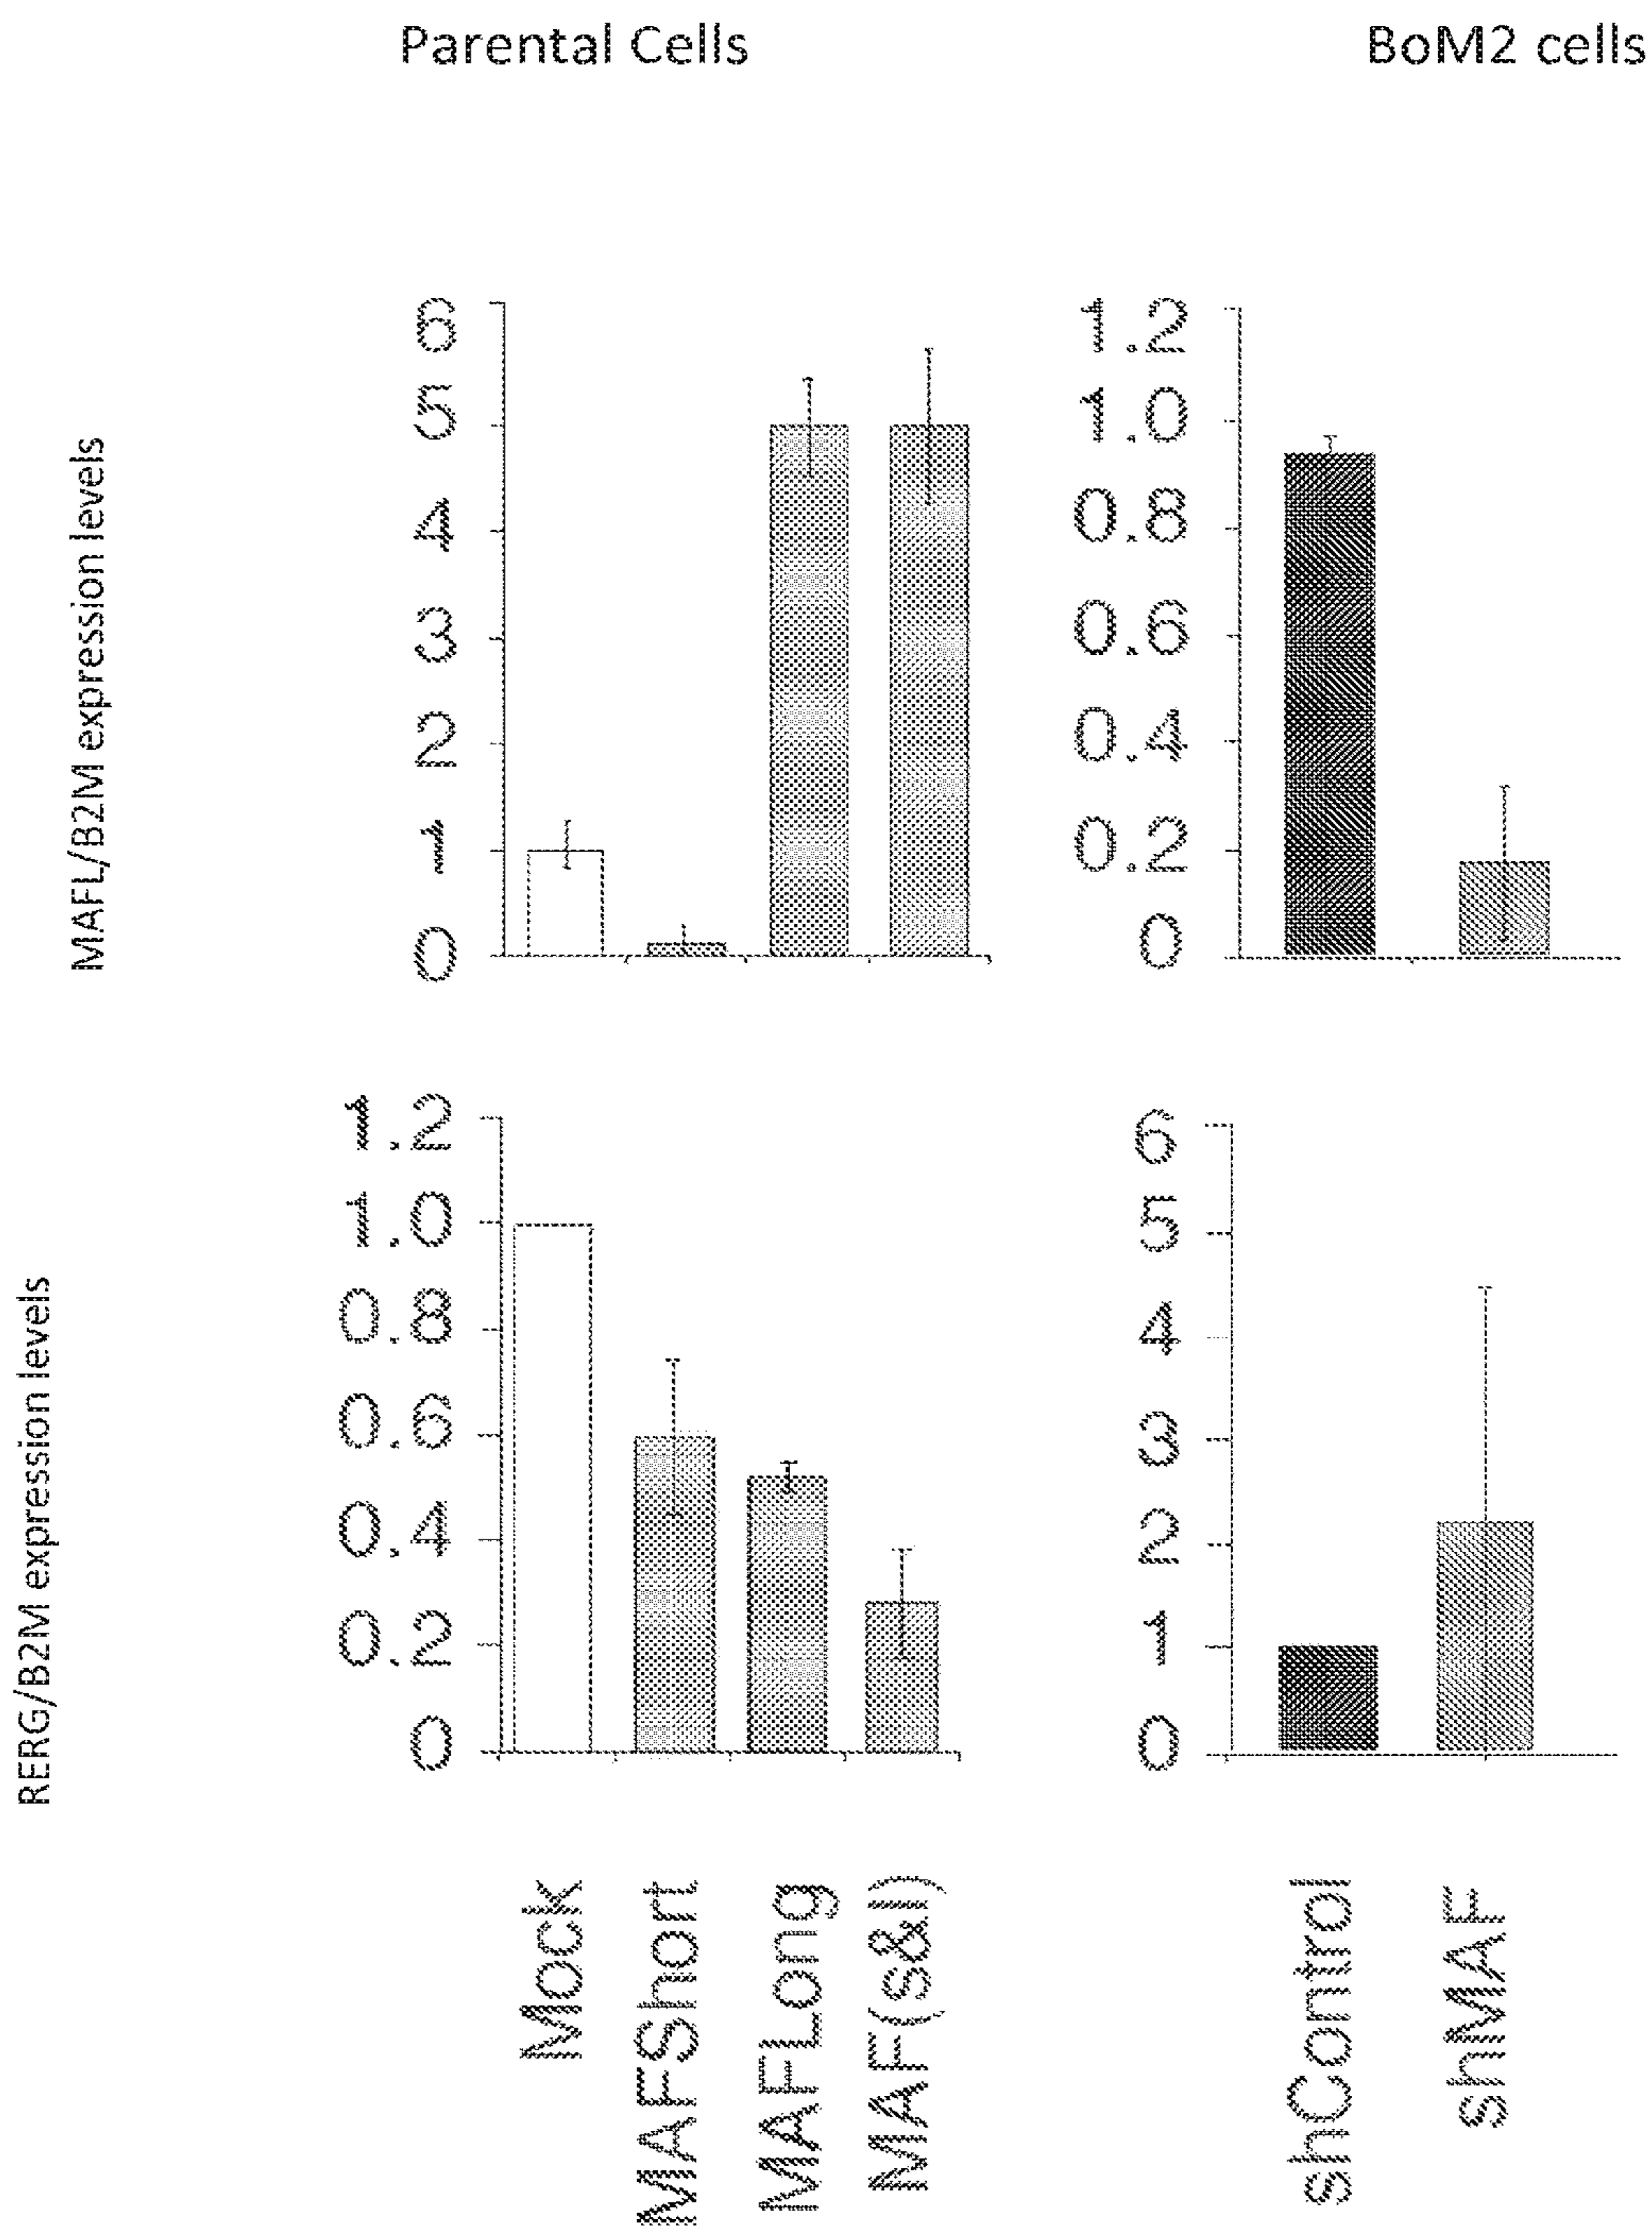 Parental Cells
BoM2 cells
MAFL/B2M expression levels
6
5
4
3
2
1
0
1.2
1.0
0.8
0.6
0.4
0.2
0
RERG/B2M expression levels
1.2
1.0
0.8
0.6
0.4
0.2
0
6
5
4
3
2
1
0
Mock
MAFShort
MAFLong
MAF(s&l)
shControl
shMAF